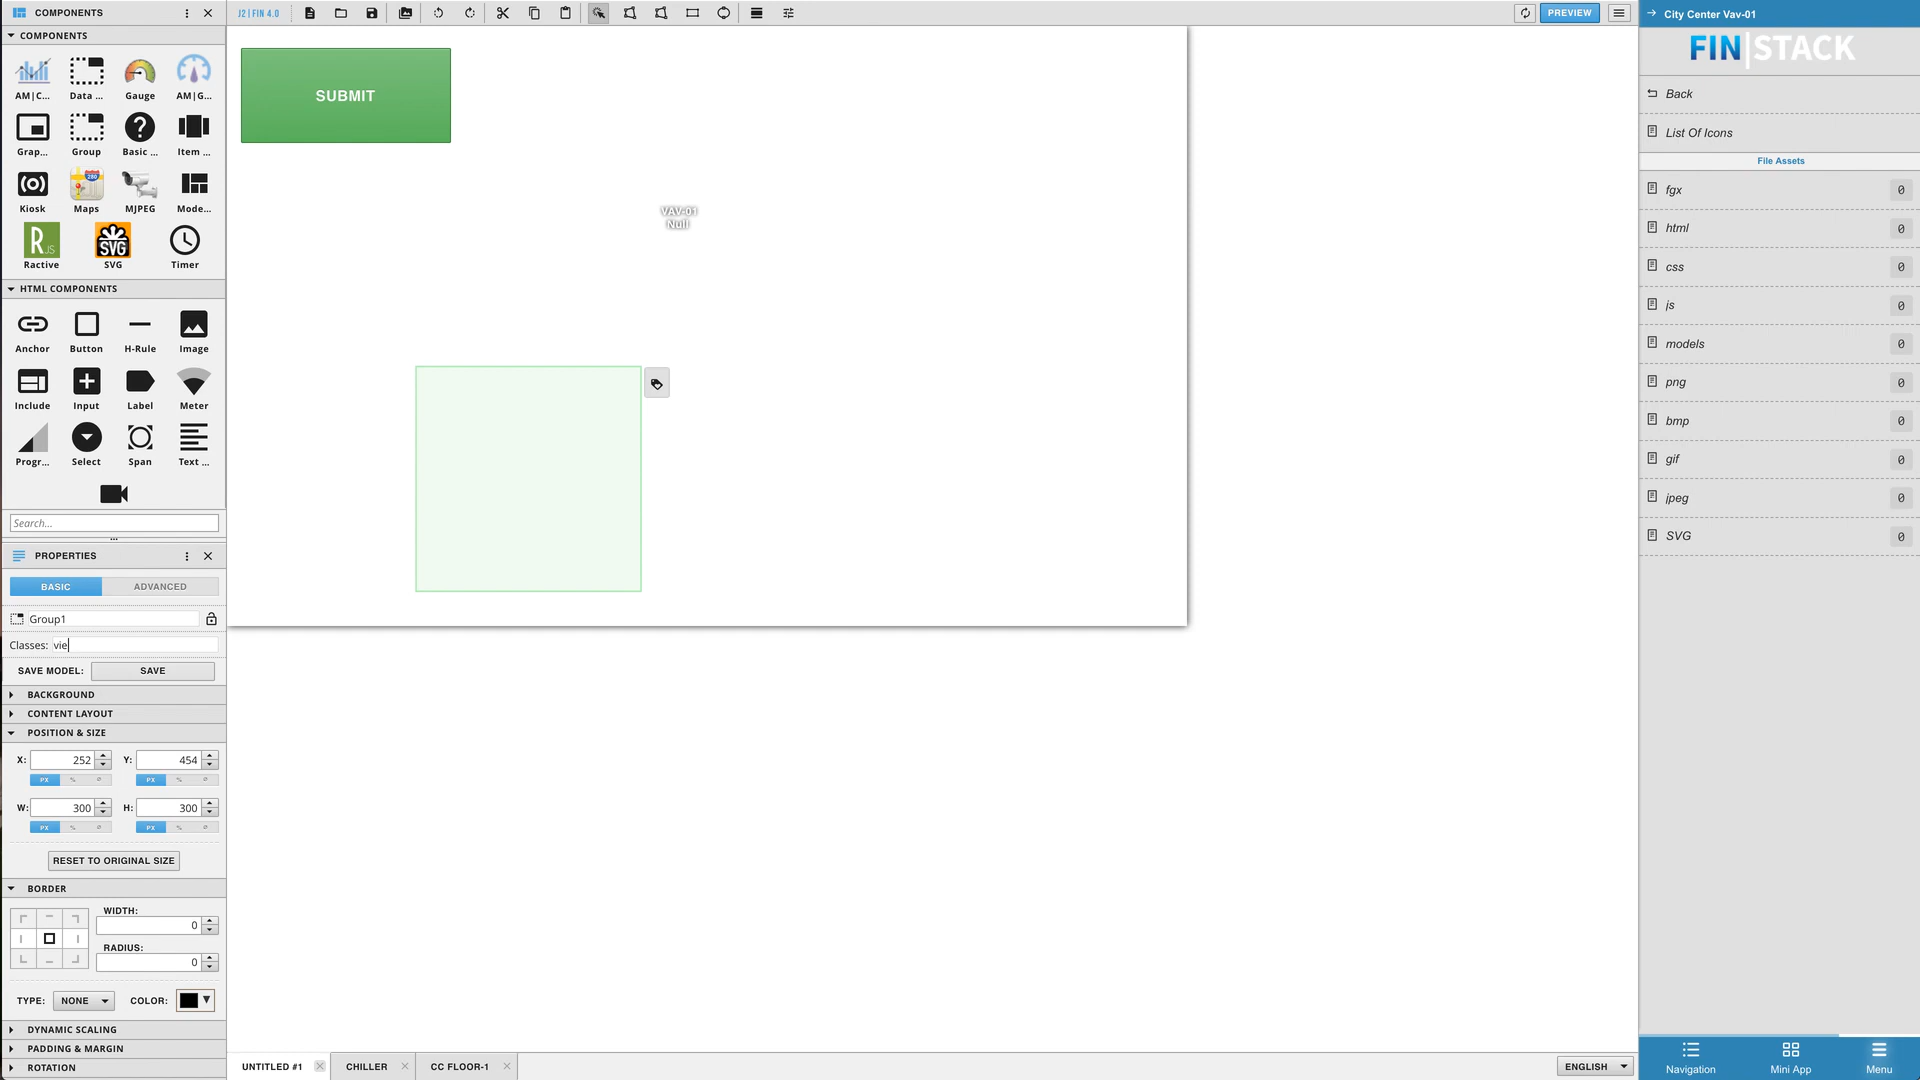 COMPONENTS
COMPONENTS
AM|C...
Data ...
Gauge
AM|G...
Grap...
Group
Basic ...
Item ...
Kiosk
Maps
MJPEG
Mode...
Ractive
SVG
Timer
HTML COMPONENTS
Anchor
Button
H-Rule
Image
Include
Input
Label
Meter
Progr...
Select
Span
Text ...
Search...
PROPERTIES
BASIC
ADVANCED
Group1
Classes: vie
SAVE MODEL:
SAVE
BACKGROUND
CONTENT LAYOUT
POSITION & SIZE
X: 252
Y: 454
PX %
PX %
W: 300
H: 300
PX %
PX %
RESET TO ORIGINAL SIZE
BORDER
WIDTH:
0
RADIUS:
0
TYPE: NONE
COLOR:
DYNAMIC SCALING
PADDING & MARGIN
ROTATION
J2|FIN 4.0
PREVIEW
SUBMIT
VAV-01
Null
UNTITLED #1
CHILLER
CC FLOOR-1
ENGLISH
City Center Vav-01
FIN|STACK
Back
List Of Icons
File Assets
fgx 0
html 0
css 0
js 0
models 0
png 0
bmp 0
gif 0
jpeg 0
SVG 0
Navigation
Mini App
Menu